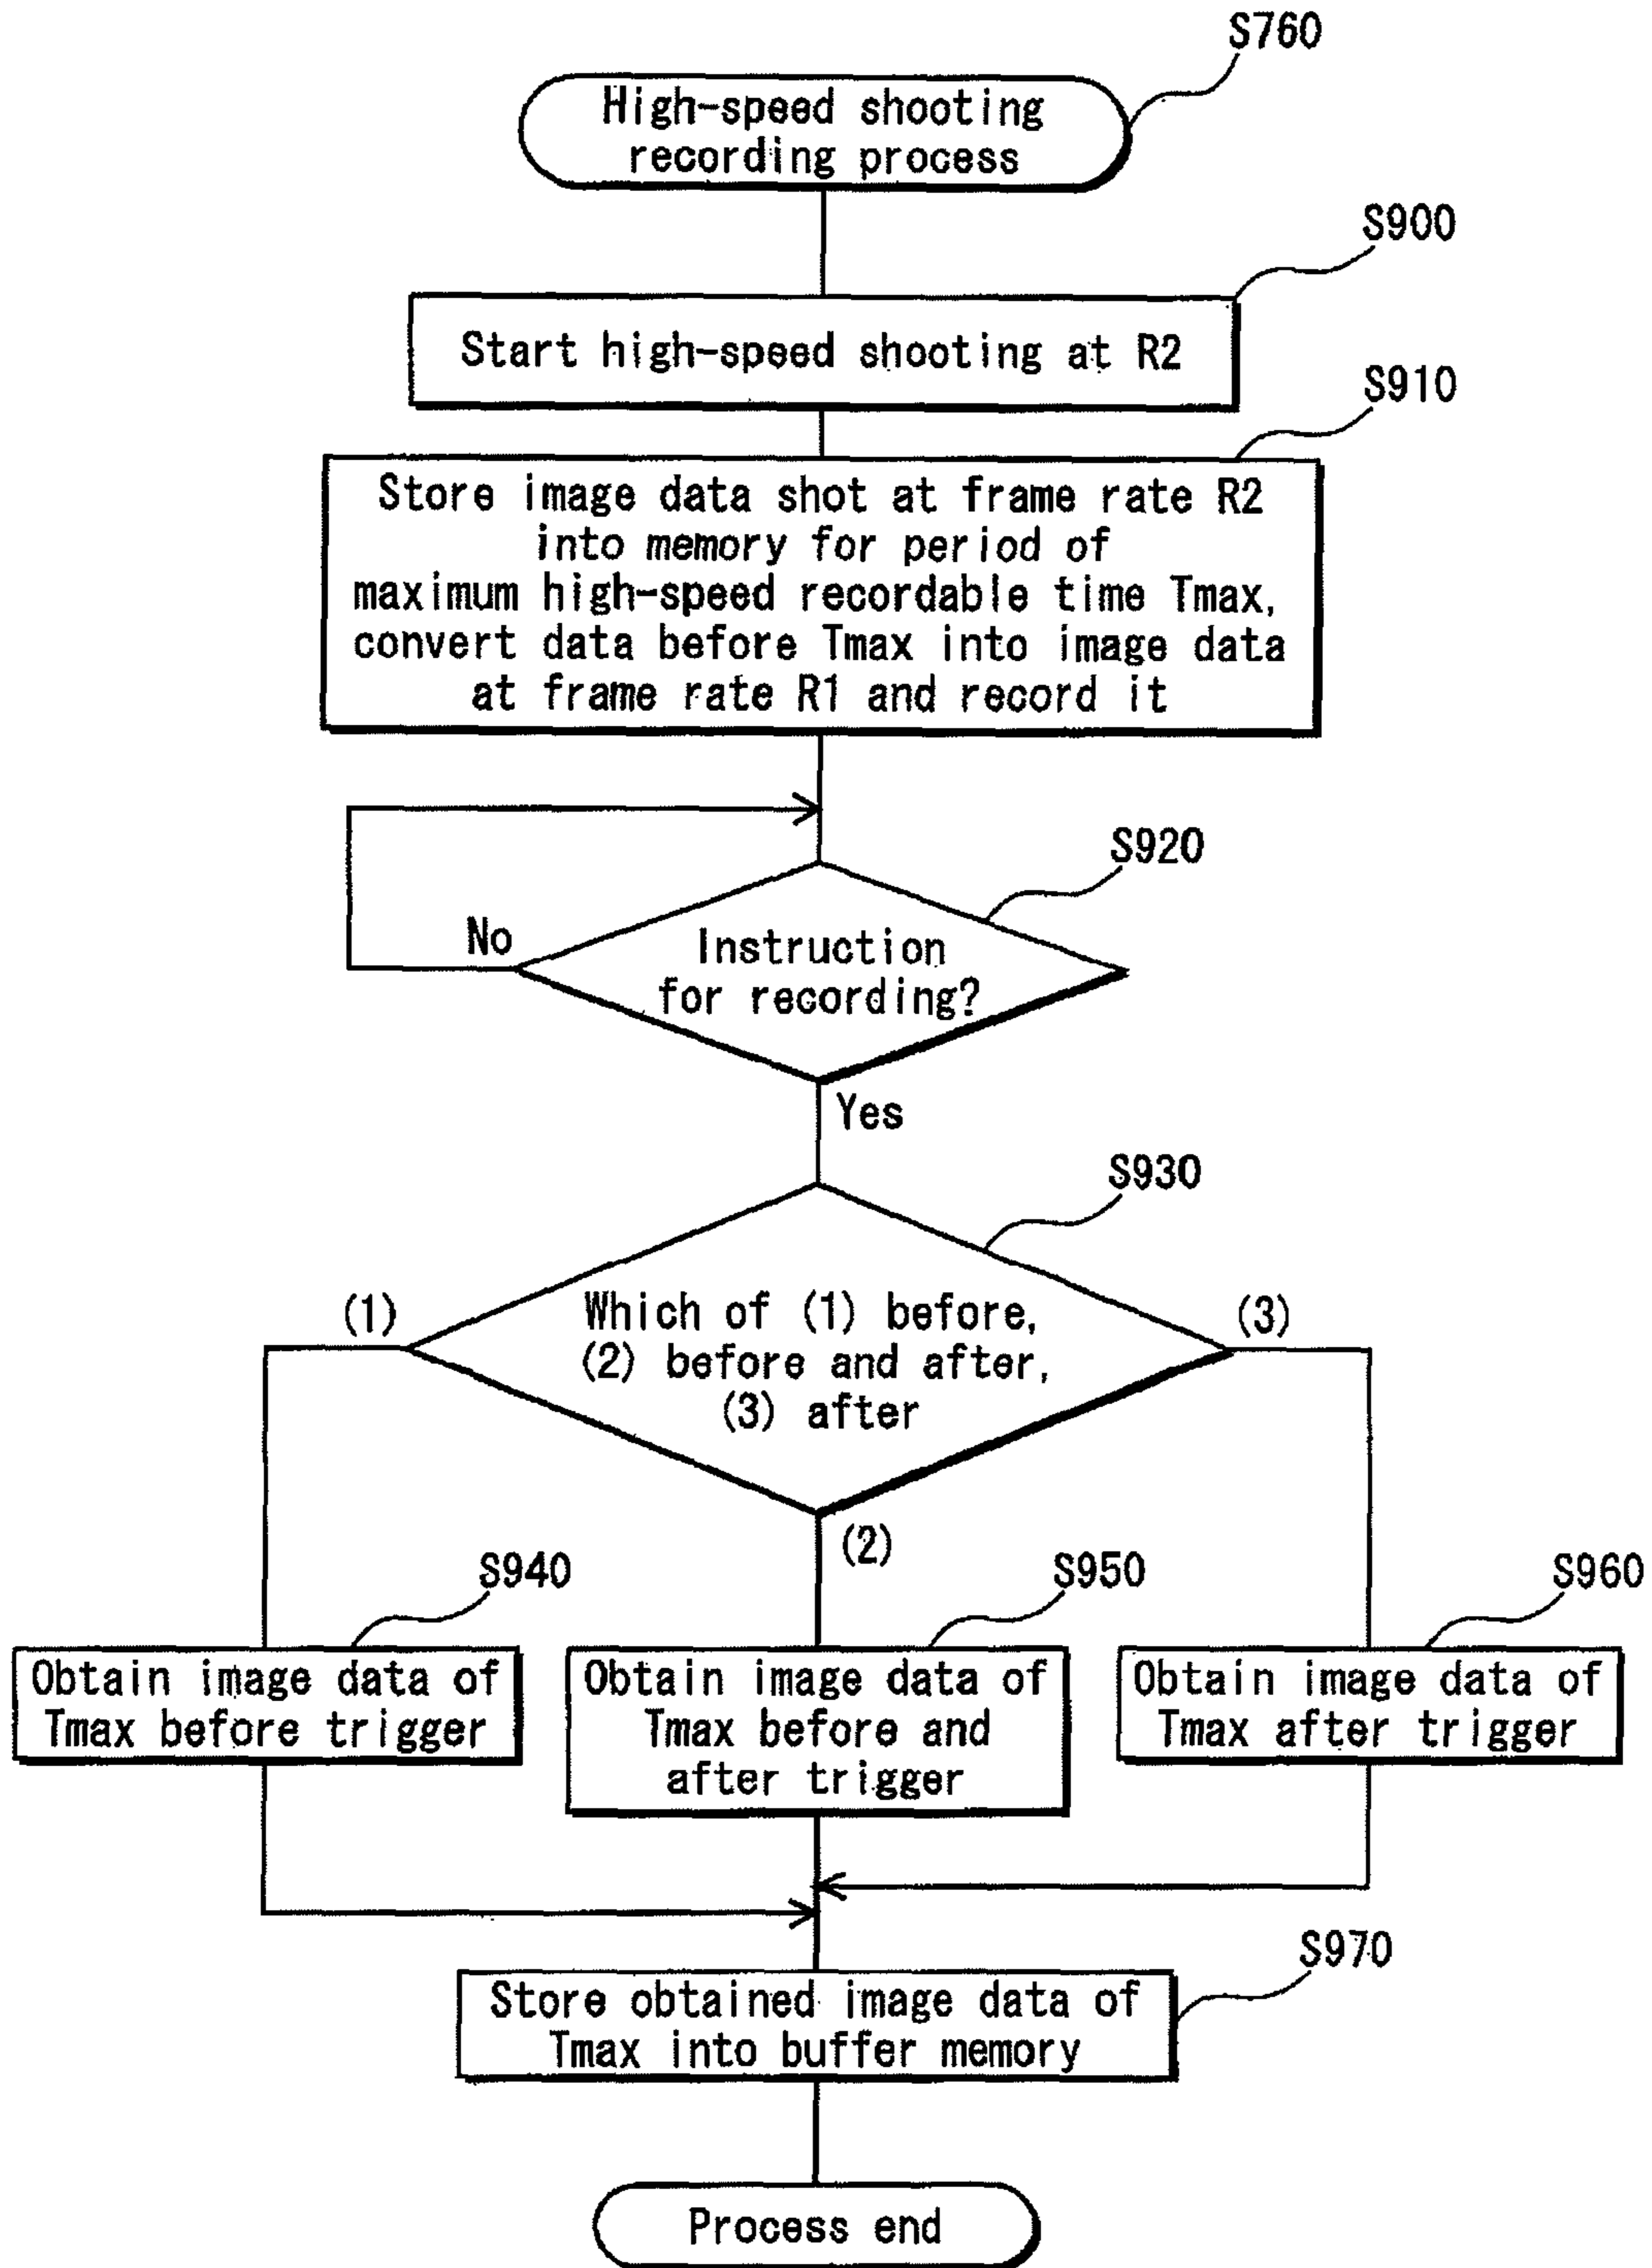 S760
High-speed shooting
recording process
S900
Start high-speed shooting at R2
S910
Store image data shot at frame rate R2
into memory for period of
maximum high-speed recordable time Tmax,
convert data before Tmax into image data
at frame rate R1 and record it
S920
No
Instruction
for recording?
Yes
S930
(1)
Which of (1) before,
(2) before and after,
(3) after
(3)
(2)
S940
Obtain image data of
Tmax before trigger
S950
Obtain image data of
Tmax before and
after trigger
S960
Obtain image data of
Tmax after trigger
S970
Store obtained image data of
Tmax into buffer memory
Process end